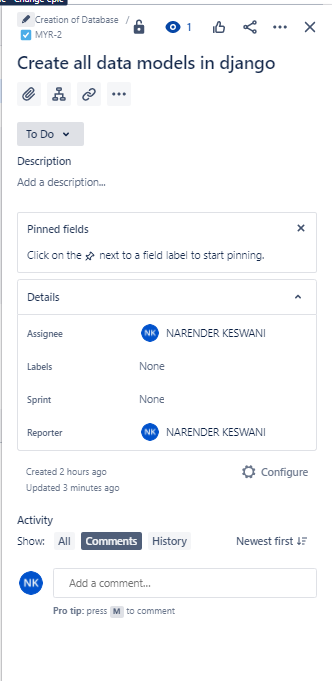 Change epic
Creation of Database /
MYR-2
1
Create all data models in django
To Do
Description
Add a description...
Pinned fields
Click on the next to a field label to start pinning.
Details
Assignee
NK NARENDER KESWANI
Labels
None
Sprint
None
Reporter
NK NARENDER KESWANI
Created 2 hours ago
Configure
Updated 3 minutes ago
Activity
Show: All Comments History Newest first
NK Add a comment...
Pro tip: press M to comment